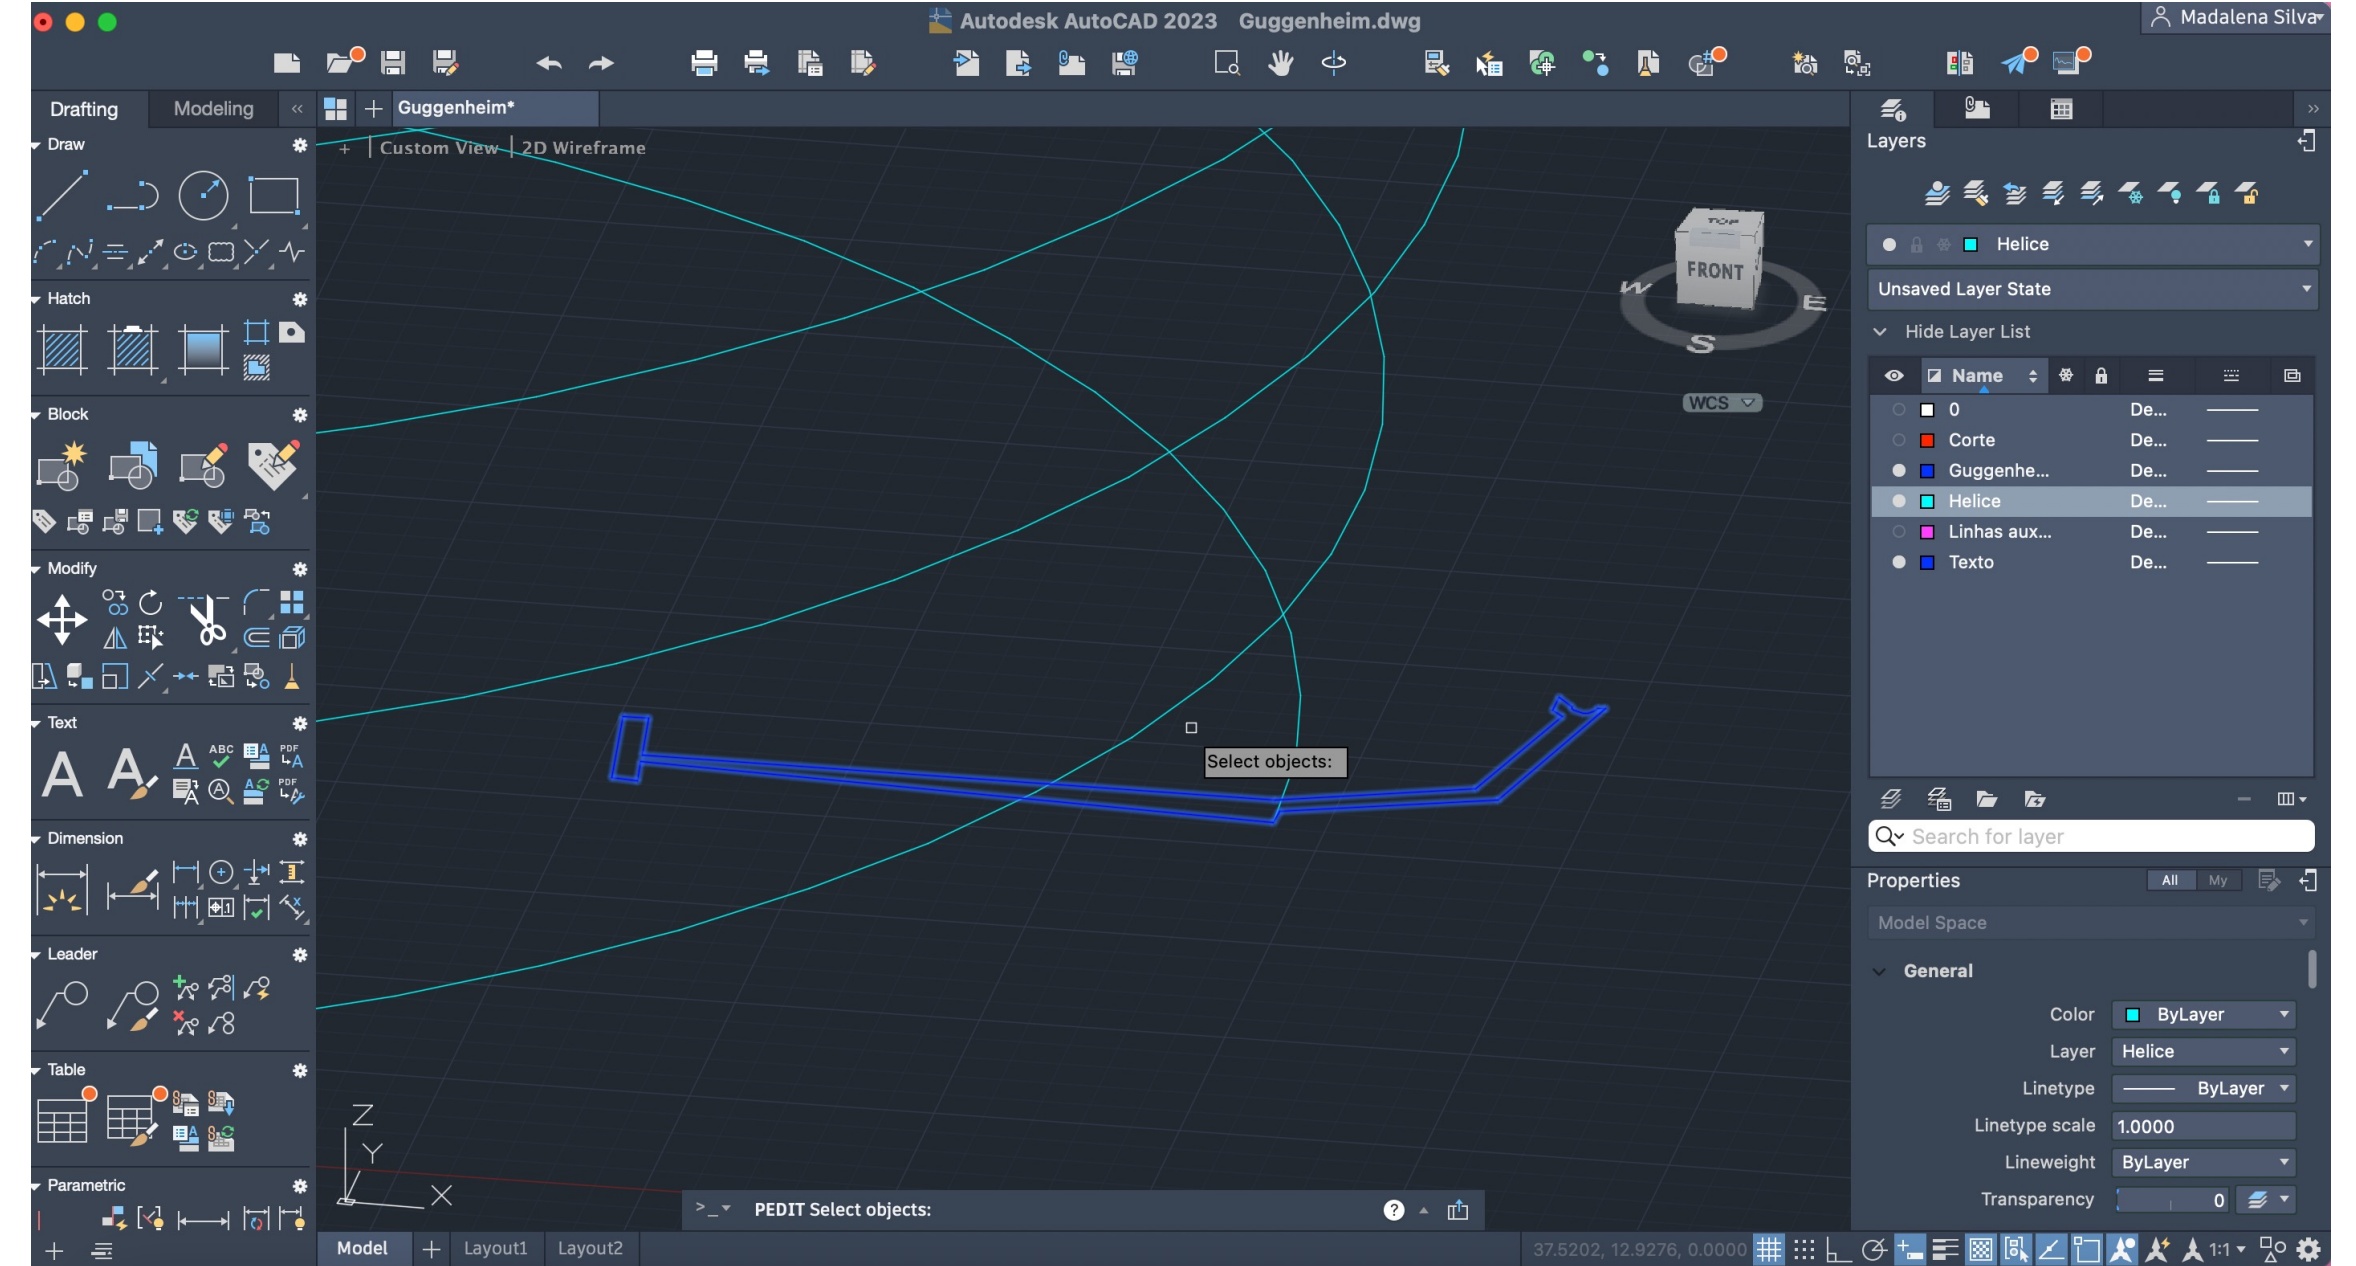 Autodesk AutoCAD 2023 Guggenheim.dwg
Madalena Silva
Drafting Modeling
Guggenheim*
+ | Custom View | 2D Wireframe
Draw
Hatch
Block
Modify
Text
A A A ABC PDF
A PDF
Dimension
Leader
Table
Parametric
TOP
FRONT
W
E
S
WCS
Select objects:
Z
Y
X
>_ PEDIT Select objects:
Model + Layout1 Layout2
37.5202, 12.9276, 0.0000
1:1
Layers
Helice
Unsaved Layer State
Hide Layer List
Name
0 De...
Corte De...
Guggenhe... De...
Helice De...
Linhas aux... De...
Texto De...
Search for layer
Properties All My
Model Space
General
Color ByLayer
Layer Helice
Linetype ByLayer
Linetype scale 1.0000
Lineweight ByLayer
Transparency 0